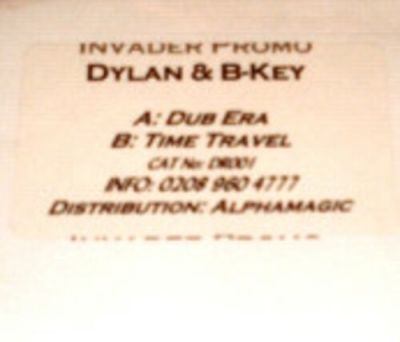 INVADER PROMO
DYLAN & B-KEY
A: DUB ERA
B: TIME TRAVEL
CAT NO: DR001
INFO: 0208 960 4777
DISTRIBUTION: ALPHAMAGIC